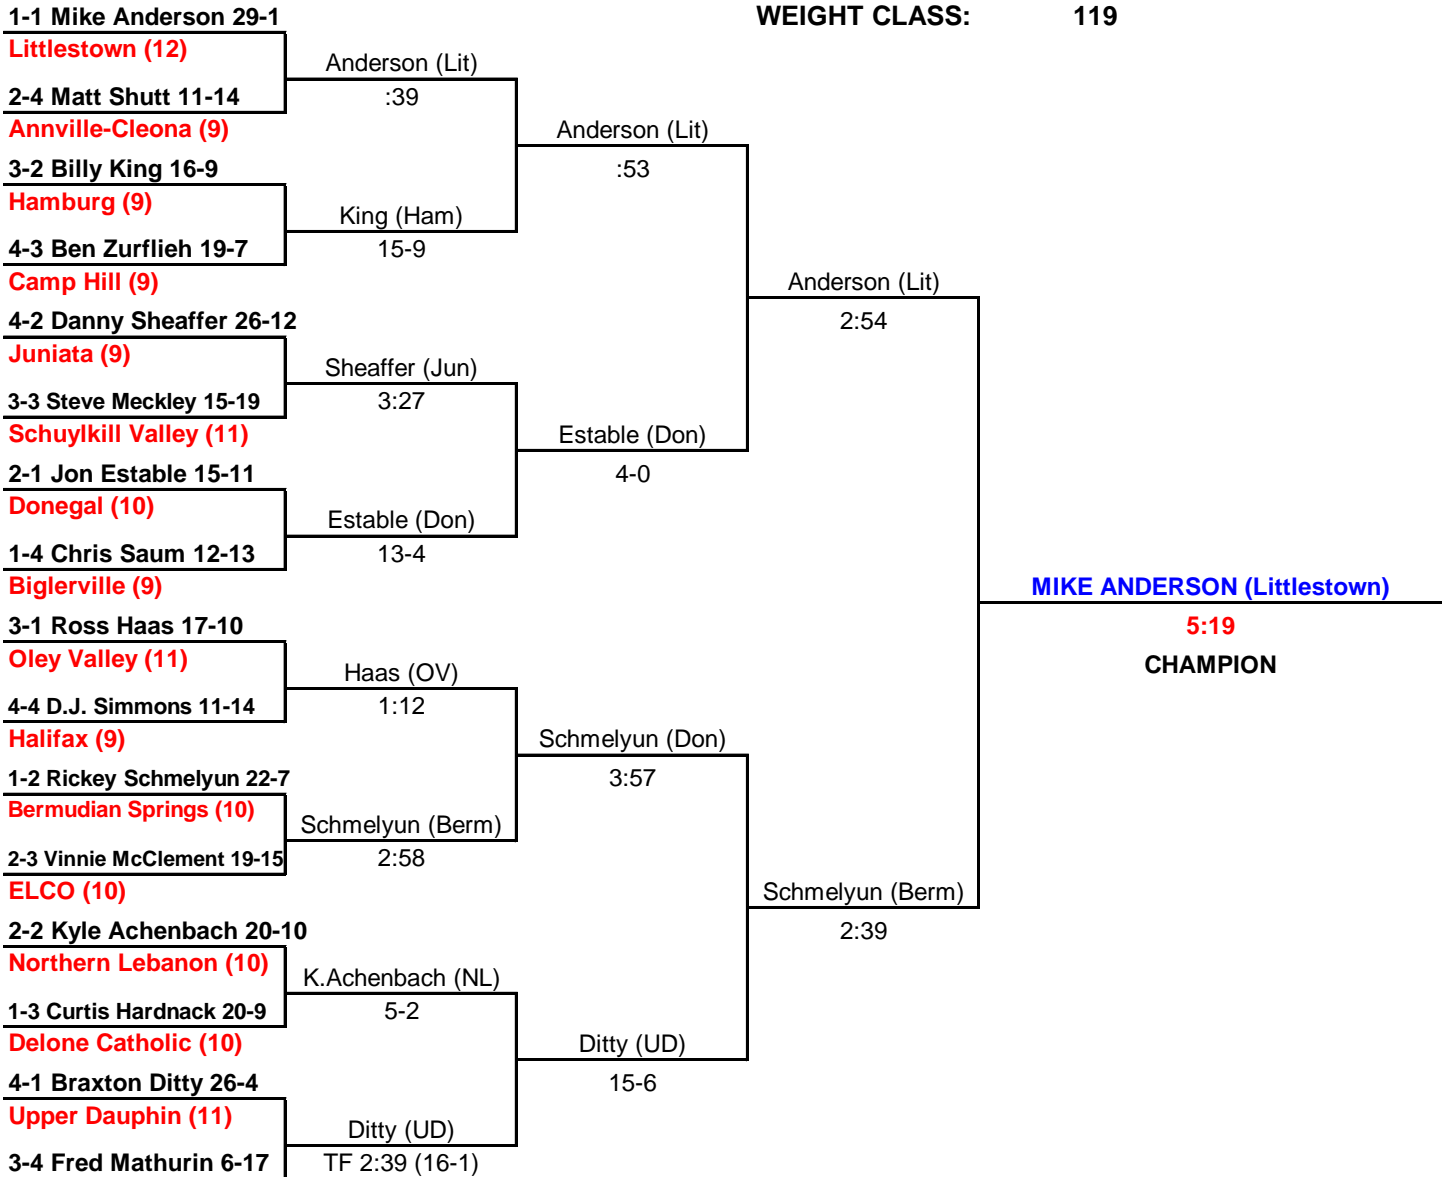 1-1 Mike Anderson 29-1
WEIGHT CLASS: 119
Littlestown (12)
Anderson (Lit)
2-4 Matt Shutt 11-14
:39
Annville-Cleona (9)
Anderson (Lit)
3-2 Billy King 16-9
:53
Hamburg (9)
King (Ham)
4-3 Ben Zurflieh 19-7
15-9
Camp Hill (9)
Anderson (Lit)
4-2 Danny Sheaffer 26-12
2:54
Juniata (9)
Sheaffer (Jun)
3-3 Steve Meckley 15-19
3:27
Schuylkill Valley (11)
Estable (Don)
2-1 Jon Estable 15-11
4-0
Donegal (10)
Estable (Don)
1-4 Chris Saum 12-13
13-4
Biglerville (9)
MIKE ANDERSON (Littlestown)
3-1 Ross Haas 17-10
5:19
Oley Valley (11)
CHAMPION
Haas (OV)
4-4 D.J. Simmons 11-14
1:12
Halifax (9)
Schmelyun (Don)
1-2 Rickey Schmelyun 22-7
3:57
Bermudian Springs (10)
Schmelyun (Berm)
2-3 Vinnie McClement 19-15
2:58
ELCO (10)
Schmelyun (Berm)
2-2 Kyle Achenbach 20-10
2:39
Northern Lebanon (10)
K.Achenbach (NL)
1-3 Curtis Hardnack 20-9
5-2
Delone Catholic (10)
Ditty (UD)
4-1 Braxton Ditty 26-4
15-6
Upper Dauphin (11)
Ditty (UD)
3-4 Fred Mathurin 6-17
TF 2:39 (16-1)